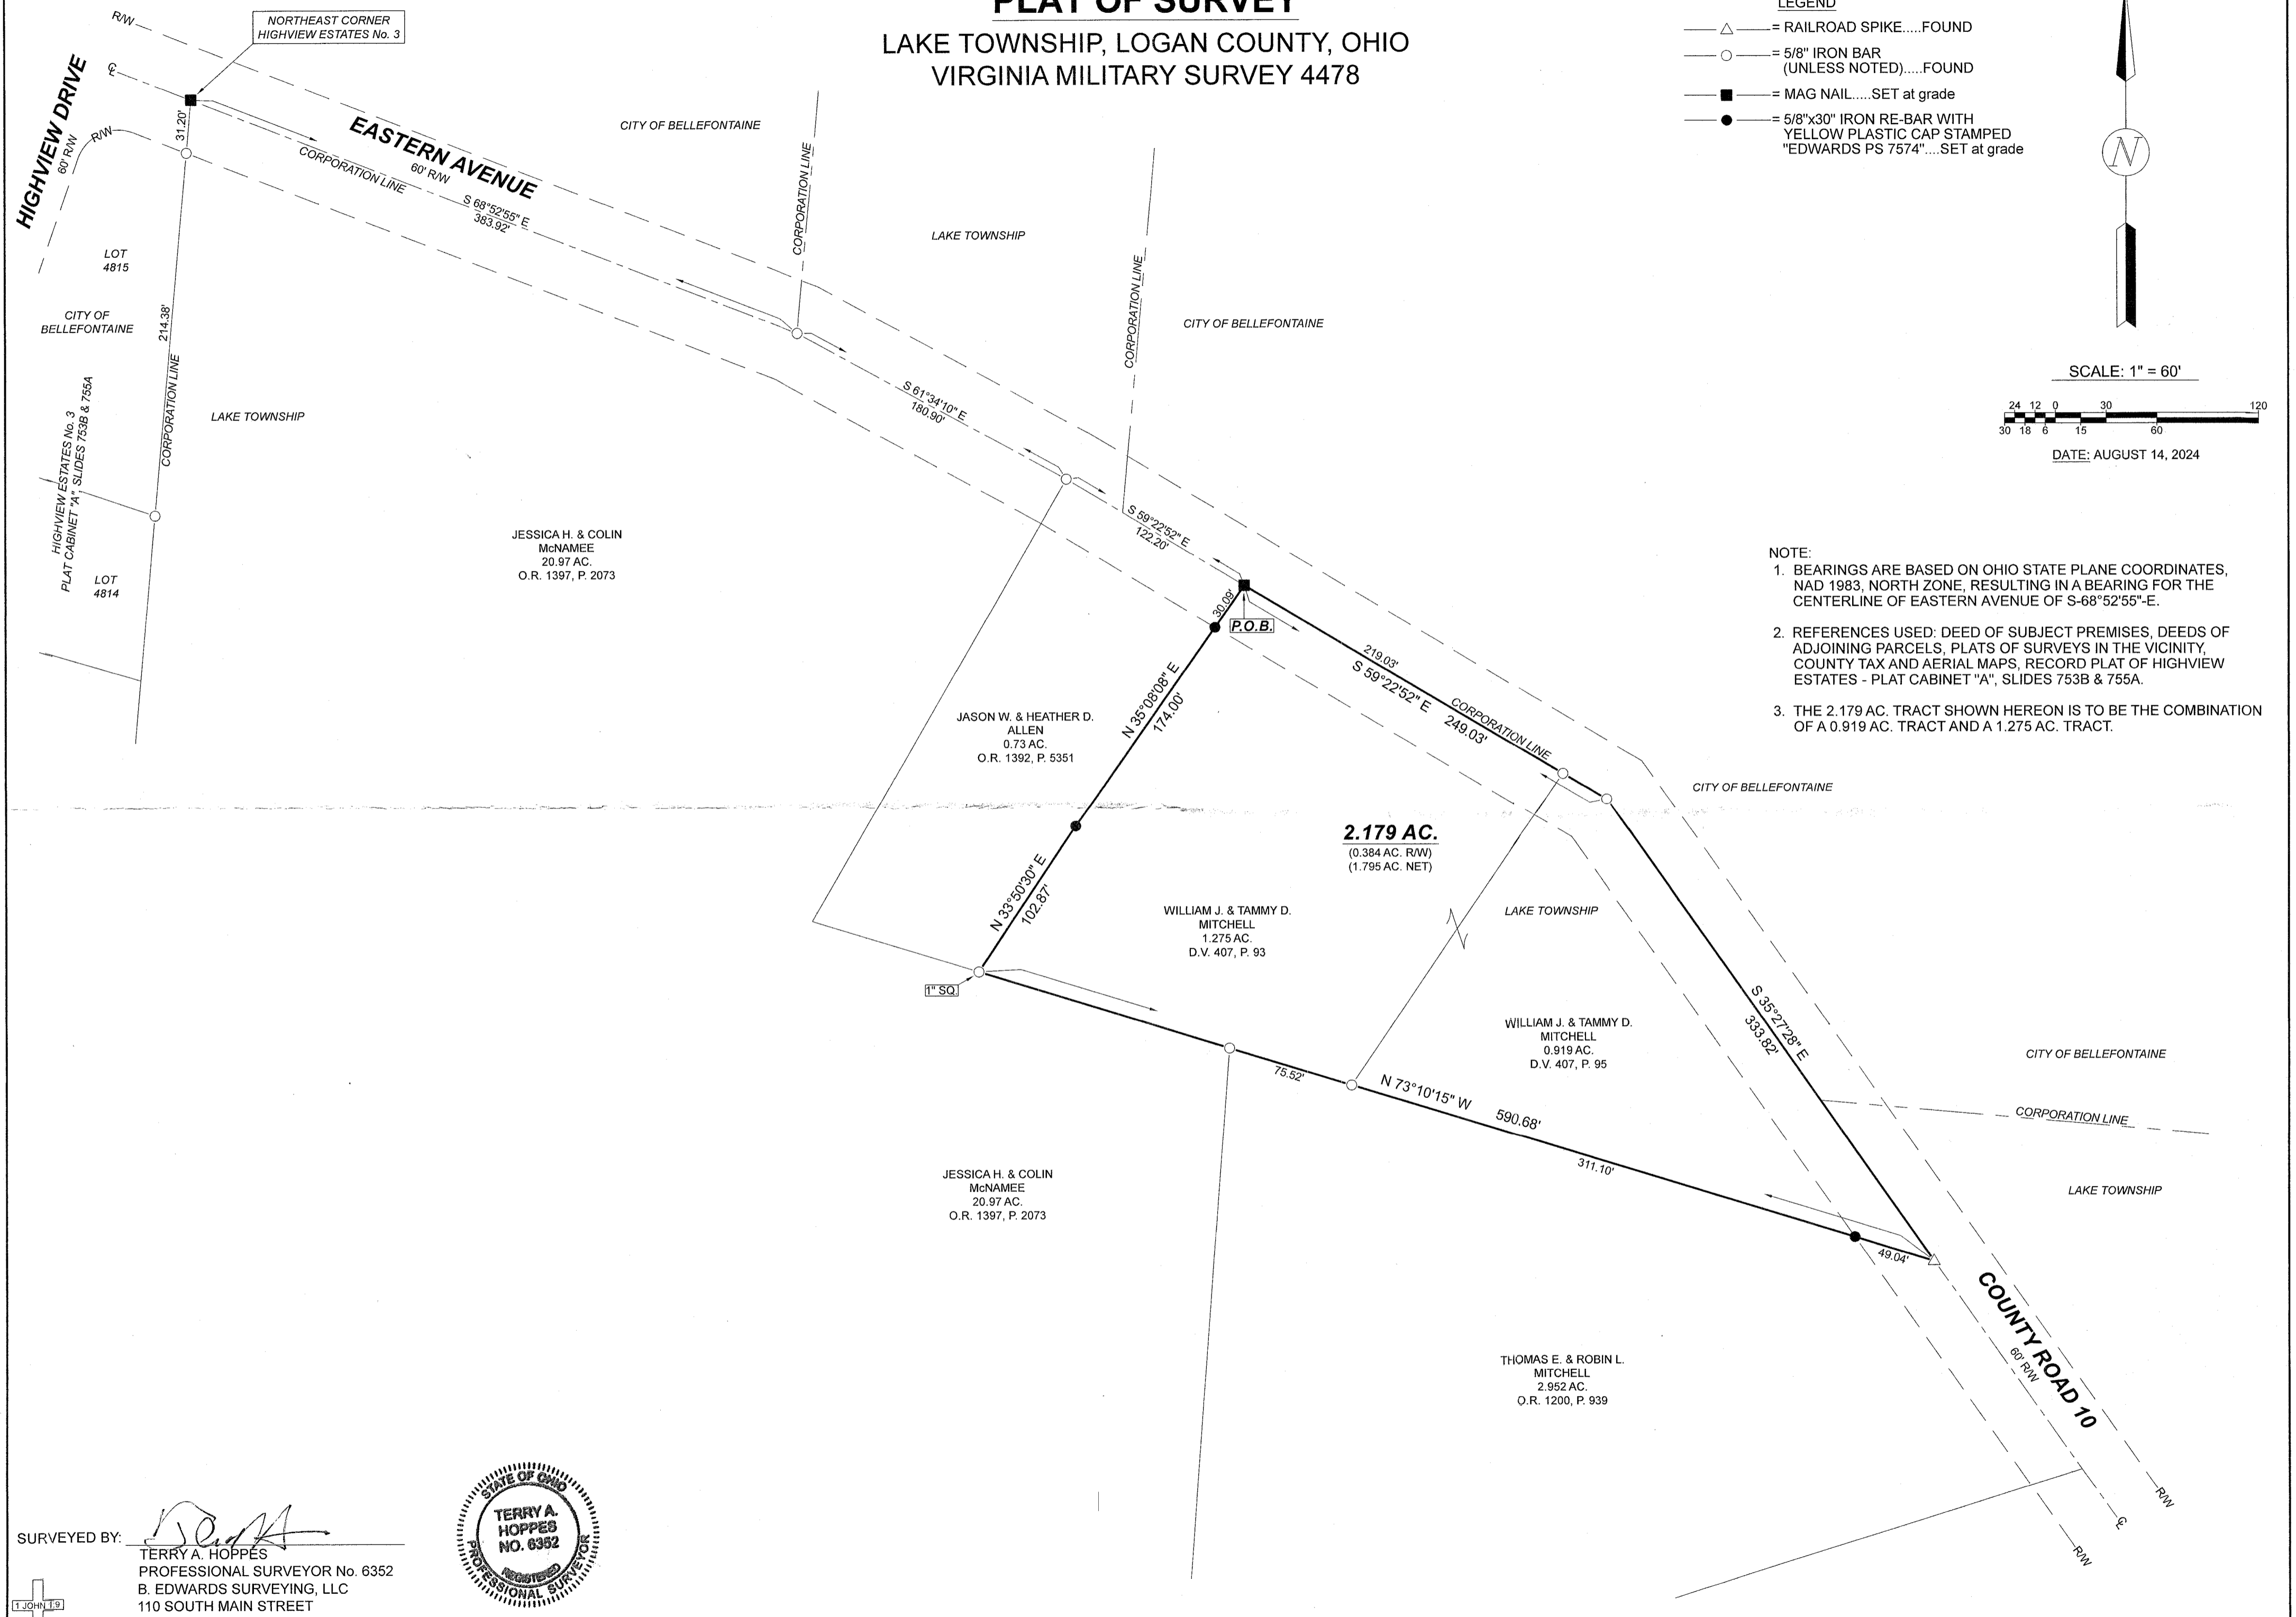 PLAT OF SURVEY
LAKE TOWNSHIP, LOGAN COUNTY, OHIO
VIRGINIA MILITARY SURVEY 4478
LEGEND
= RAILROAD SPIKE.....FOUND
= 5/8" IRON BAR
(UNLESS NOTED).....FOUND
= MAG NAIL.....SET at grade
= 5/8"x30" IRON RE-BAR WITH
YELLOW PLASTIC CAP STAMPED
"EDWARDS PS 7574"....SET at grade
N
SCALE: 1" = 60'
24 12 0 30 120
30 18 6 15 60
DATE: AUGUST 14, 2024
NOTE:
1. BEARINGS ARE BASED ON OHIO STATE PLANE COORDINATES,
NAD 1983, NORTH ZONE, RESULTING IN A BEARING FOR THE
CENTERLINE OF EASTERN AVENUE OF S-68°52'55"-E.
2. REFERENCES USED: DEED OF SUBJECT PREMISES, DEEDS OF
ADJOINING PARCELS, PLATS OF SURVEYS IN THE VICINITY,
COUNTY TAX AND AERIAL MAPS, RECORD PLAT OF HIGHVIEW
ESTATES - PLAT CABINET "A", SLIDES 753B & 755A.
3. THE 2.179 AC. TRACT SHOWN HEREON IS TO BE THE COMBINATION
OF A 0.919 AC. TRACT AND A 1.275 AC. TRACT.
R/W
NORTHEAST CORNER
HIGHVIEW ESTATES No. 3
HIGHVIEW DRIVE
60' R/W
R/W
31.20'
EASTERN AVENUE
60' R/W
CORPORATION LINE
S 68°52'55" E
383.92'
CITY OF BELLEFONTAINE
CORPORATION LINE
LAKE TOWNSHIP
CORPORATION LINE
CITY OF BELLEFONTAINE
LOT
4815
CITY OF
BELLEFONTAINE
214.38'
CORPORATION LINE
LAKE TOWNSHIP
HIGHVIEW ESTATES No. 3
PLAT CABINET "A", SLIDES 753B & 755A
LOT
4814
S 61°34'10" E
180.90'
JESSICA H. & COLIN
McNAMEE
20.97 AC.
O.R. 1397, P. 2073
S 59°22'52" E
122.20'
30.09'
P.O.B.
219.03'
S 59°22'52" E 249.03'
CORPORATION LINE
N 35°08'08" E
174.00'
JASON W. & HEATHER D.
ALLEN
0.73 AC.
O.R. 1392, P. 5351
CITY OF BELLEFONTAINE
2.179 AC.
(0.384 AC. R/W)
(1.795 AC. NET)
N 33°50'30" E
102.87'
WILLIAM J. & TAMMY D.
MITCHELL
1.275 AC.
D.V. 407, P. 93
LAKE TOWNSHIP
1" SQ.
S 35°27'28" E
333.82'
WILLIAM J. & TAMMY D.
MITCHELL
0.919 AC.
D.V. 407, P. 95
CITY OF BELLEFONTAINE
75.52'
N 73°10'15" W 590.68'
CORPORATION LINE
311.10'
LAKE TOWNSHIP
JESSICA H. & COLIN
McNAMEE
20.97 AC.
O.R. 1397, P. 2073
49.04'
COUNTY ROAD 10
60' R/W
THOMAS E. & ROBIN L.
MITCHELL
2.952 AC.
O.R. 1200, P. 939
R/W
R/W
SURVEYED BY:
TERRY A. HOPPES
PROFESSIONAL SURVEYOR No. 6352
B. EDWARDS SURVEYING, LLC
110 SOUTH MAIN STREET
1 JOHN 1:9
STATE OF OHIO
TERRY A.
HOPPES
NO. 6352
REGISTERED
PROFESSIONAL SURVEYOR